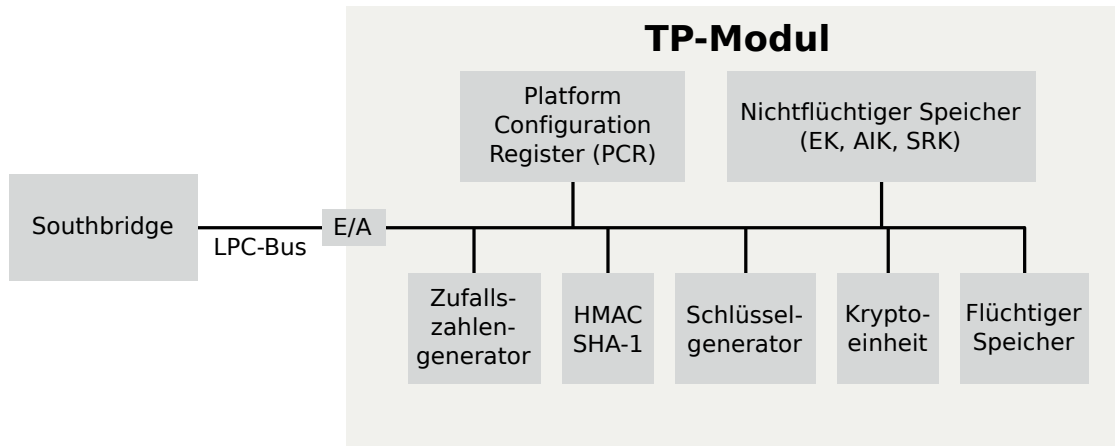 TP-Modul
Platform
Configuration
Register (PCR)
Nichtflüchtiger Speicher
(EK, AIK, SRK)
Southbridge
LPC-Bus
E/A
Zufalls-
zahlen-
generator
HMAC
SHA-1
Schlüssel-
generator
Krypto-
einheit
Flüchtiger
Speicher